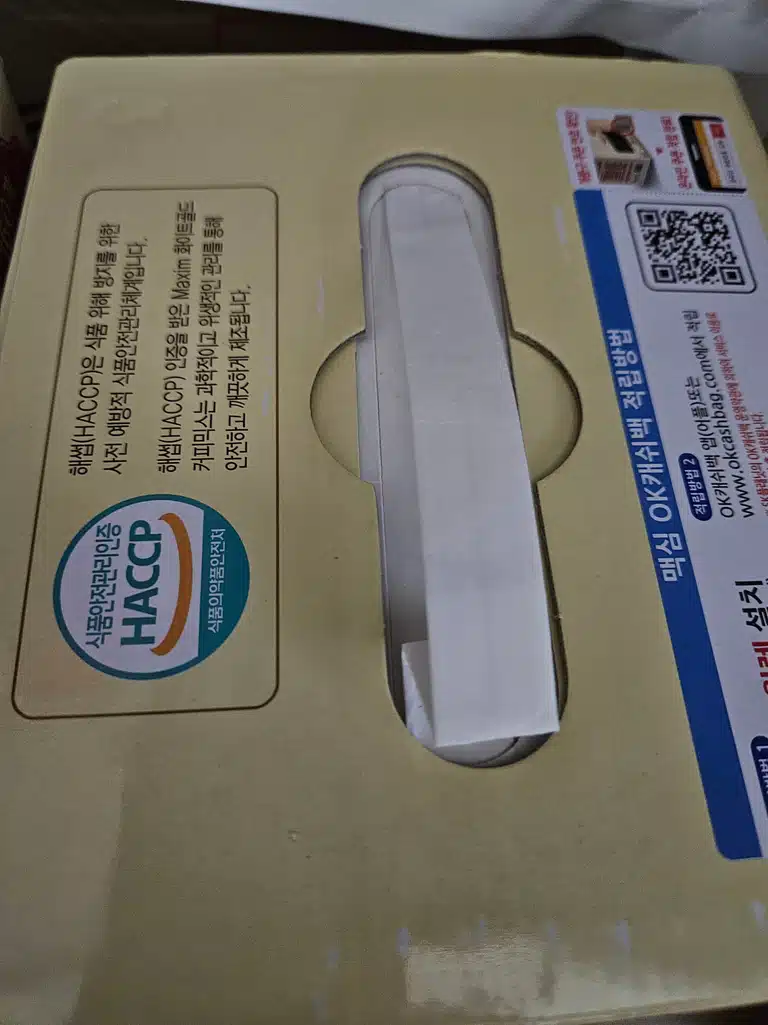 해썹(HACCP)은 식품 위해 방지를 위한
사전 예방적 식품안전관리체계입니다.
해썹(HACCP) 인증을 받은 Maxim 화이트골드
커피믹스는 과학적이고 위생적인 관리를 통해
안전하고 깨끗하게 제조됩니다.
식품안전관리인증
HACCP
식품의약품안전처
맥심 OK캐쉬백 적립방법
적립방법 2
OK캐쉬백 앱(어플)또는
www.okcashbag.com에서 적립
설치